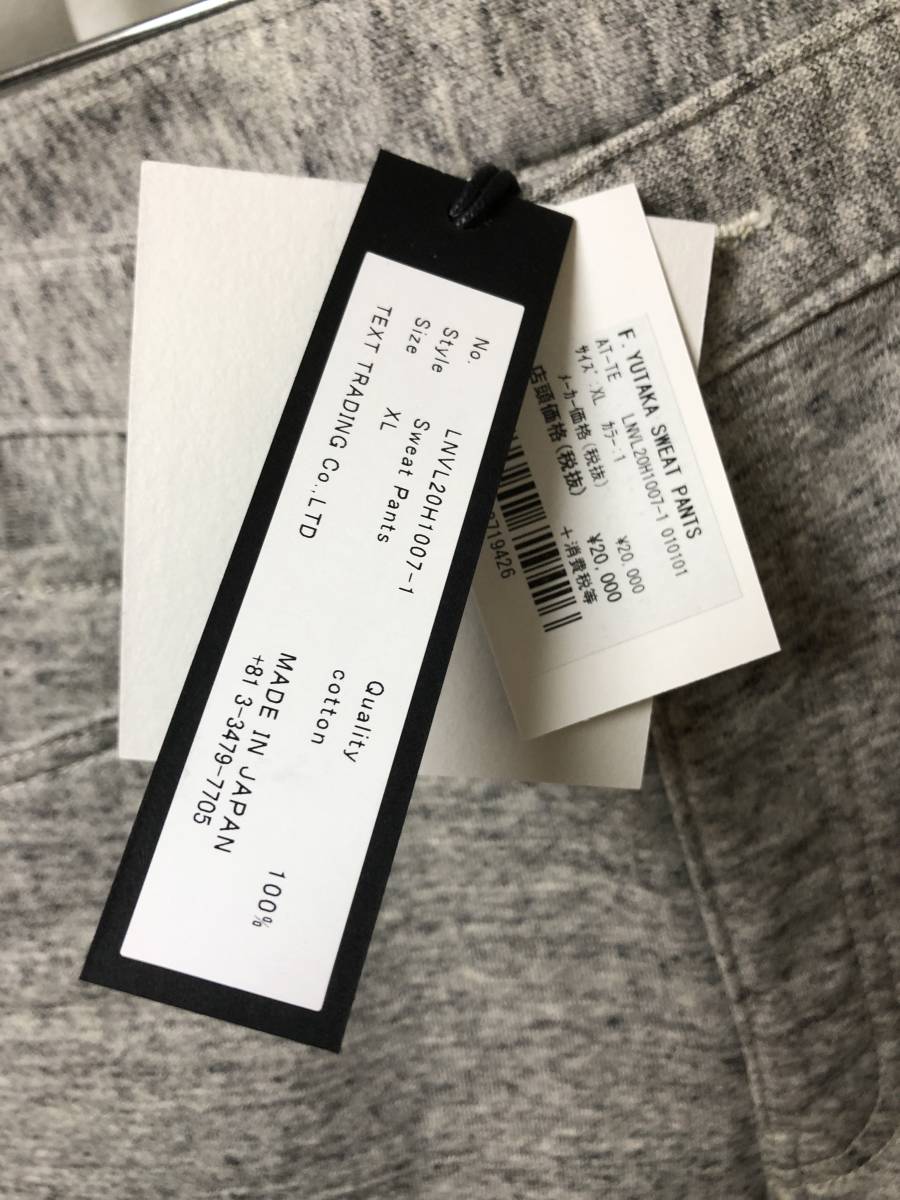 No. LNVL20H1007-1
Style Sweat Pants
Size XL
TEXT TRADING Co.,LTD
Quality
cotton 100%
MADE IN JAPAN
+81 3-3479-7705
F. YUTAKA SWEAT PANTS
AT-TE LNVL20H1007-1 010101
サイズ:XL カラー:1
メーカー価格(税抜) ¥20,000
店頭価格(税抜) ¥20,000
+消費税等
8719426